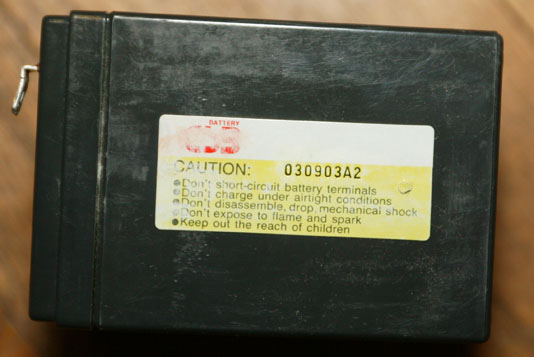 BATTERY
CAUTION: 030903A2
●Don't short-circuit battery terminals
●Don't charge under airtight conditions
●Don't disassemble, drop, mechanical shock
●Don't expose to flame and spark
●Keep out the reach of children